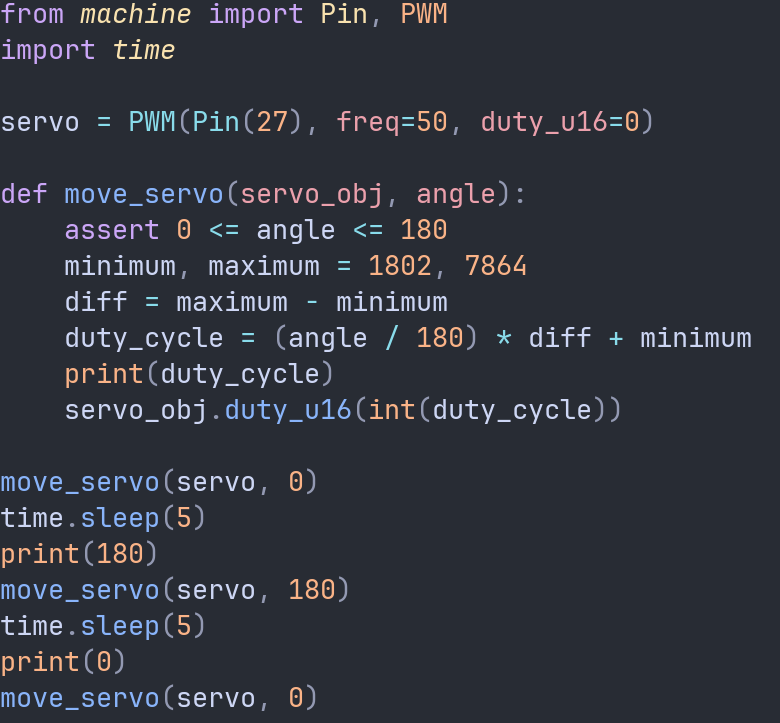 from machine import Pin, PWM
import time

servo = PWM(Pin(27), freq=50, duty_u16=0)

def move_servo(servo_obj, angle):
    assert 0 <= angle <= 180
    minimum, maximum = 1802, 7864
    diff = maximum - minimum
    duty_cycle = (angle / 180) * diff + minimum
    print(duty_cycle)
    servo_obj.duty_u16(int(duty_cycle))

move_servo(servo, 0)
time.sleep(5)
print(180)
move_servo(servo, 180)
time.sleep(5)
print(0)
move_servo(servo, 0)